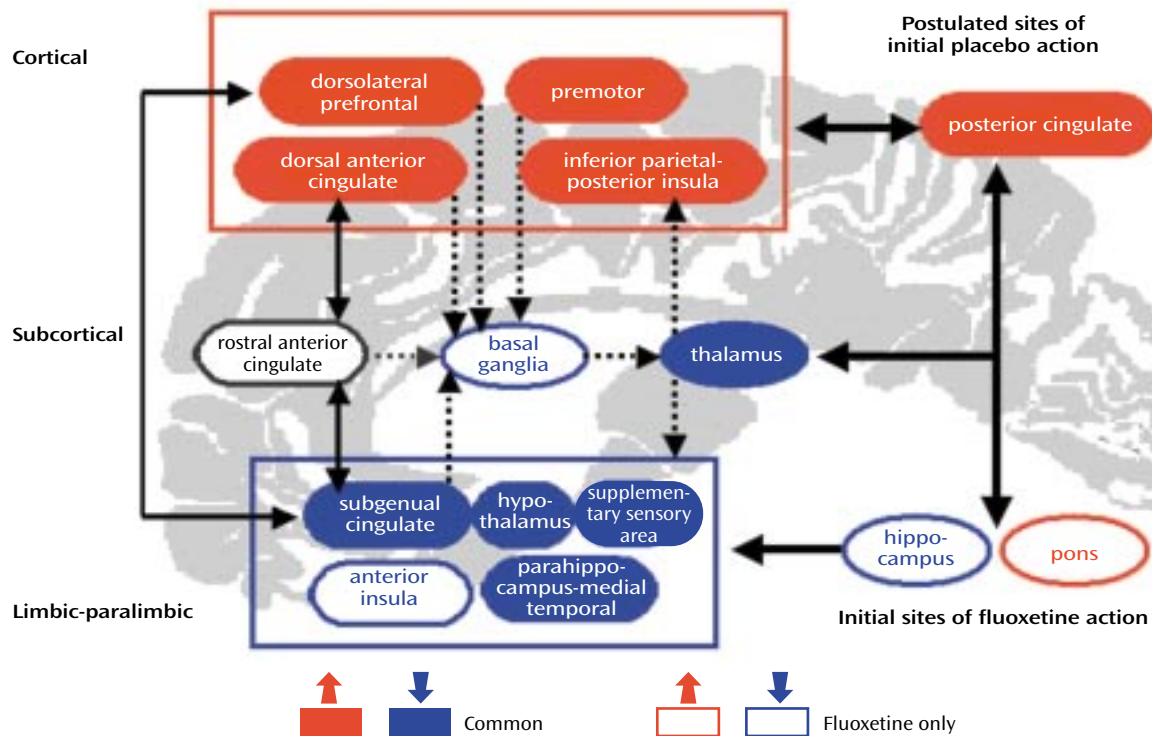 Postulated sites of
initial placebo action
Cortical
dorsolateral
prefrontal
premotor
posterior cingulate
dorsal anterior
cingulate
inferior parietal-
posterior insula
Subcortical
rostral anterior
cingulate
basal
ganglia
thalamus
subgenual
cingulate
hypo-
thalamus
supplemen-
tary sensory
area
hippo-
campus
pons
anterior
insula
parahippo-
campus-medial
temporal
Limbic-paralimbic
Initial sites of fluoxetine action
Common
Fluoxetine only